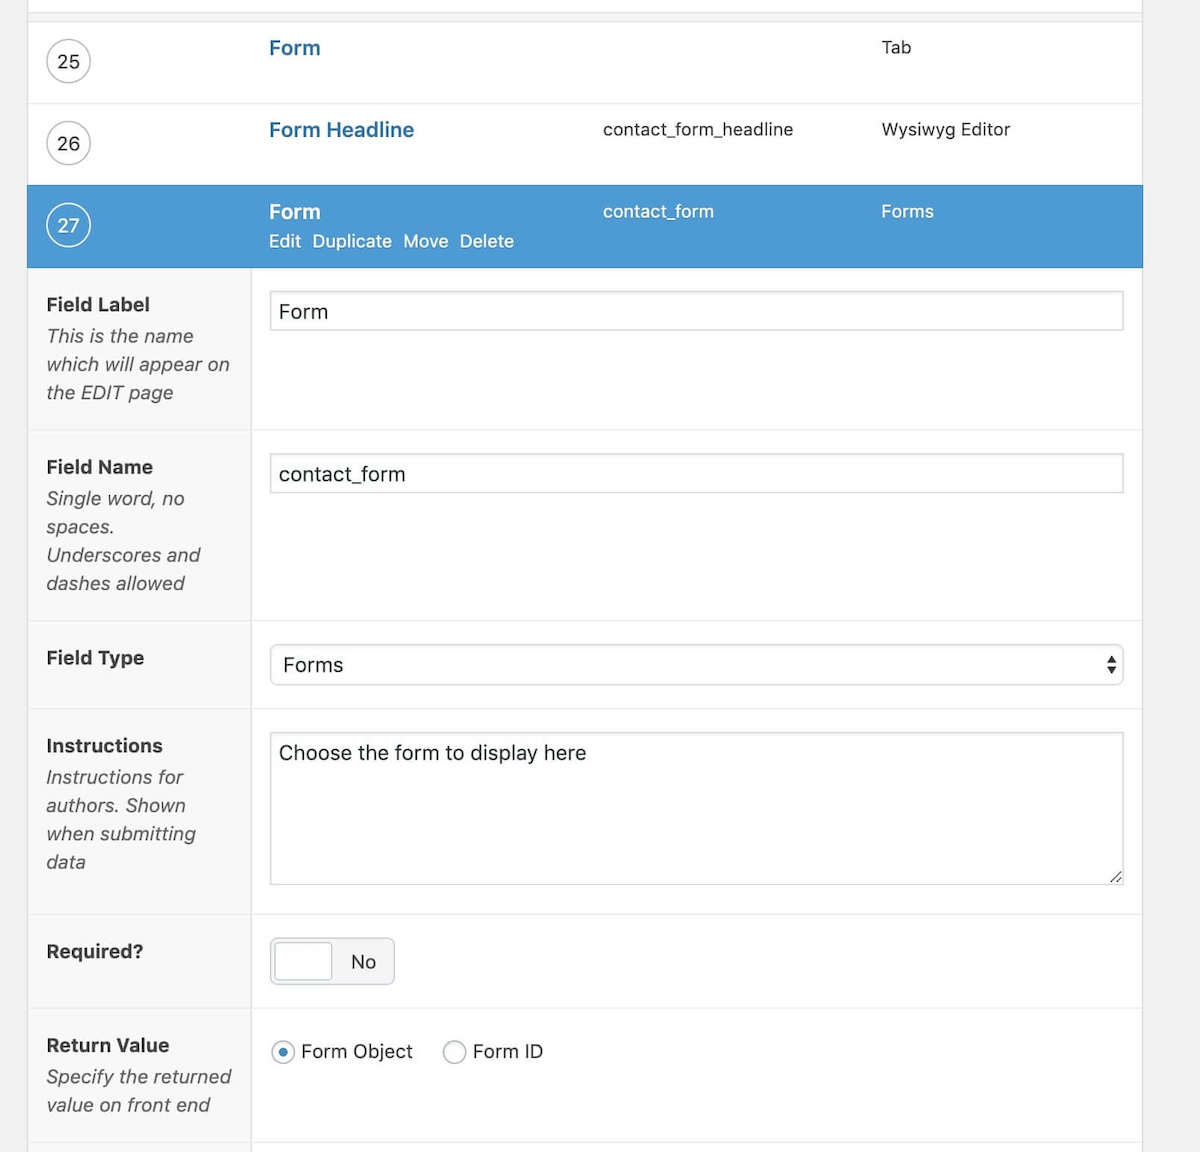 25 Form Tab
26 Form Headline contact_form_headline Wysiwyg Editor
27 Form contact_form Forms
Edit Duplicate Move Delete
Field Label
This is the name
which will appear on
the EDIT page
Form
Field Name
Single word, no
spaces.
Underscores and
dashes allowed
contact_form
Field Type
Forms
Instructions
Instructions for
authors. Shown
when submitting
data
Choose the form to display here
Required?
No
Return Value
Specify the returned
value on front end
Form Object Form ID